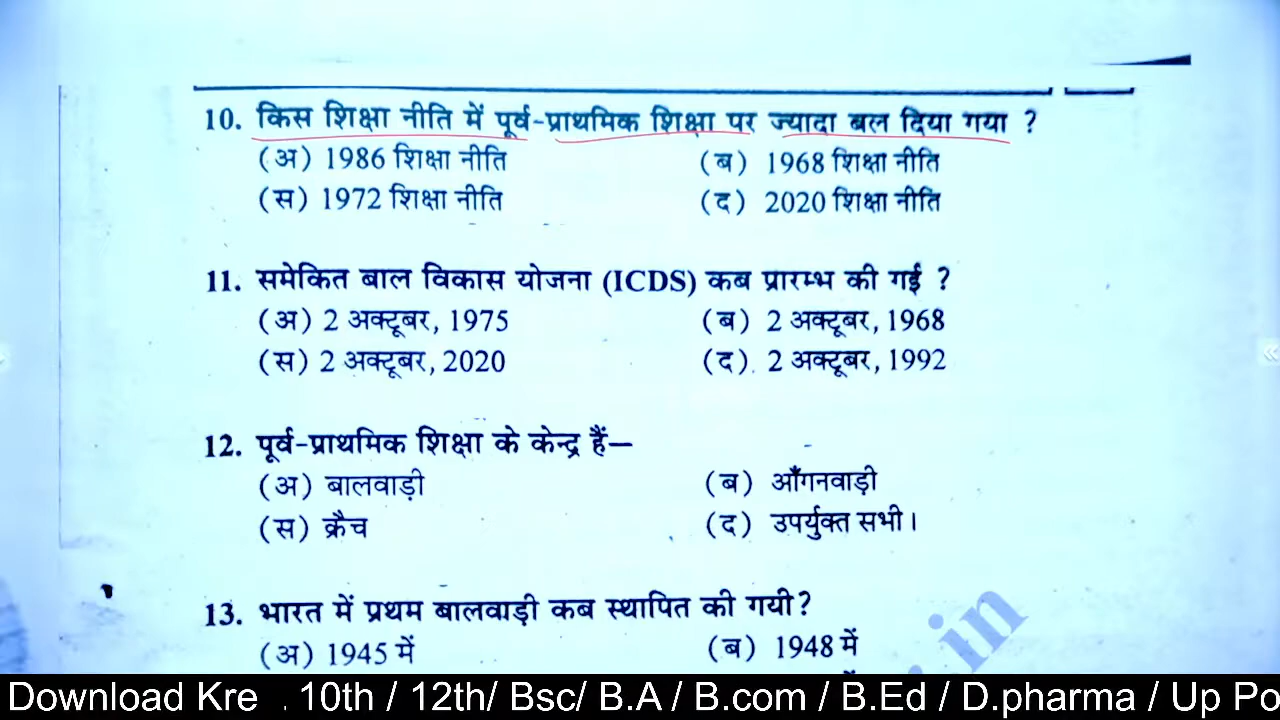 10. किस शिक्षा नीति में पूर्व-प्राथमिक शिक्षा पर ज्यादा बल दिया गया ?
(अ) 1986 शिक्षा नीति (ब) 1968 शिक्षा नीति
(स) 1972 शिक्षा नीति (द) 2020 शिक्षा नीति
11. समेकित बाल विकास योजना (ICDS) कब प्रारम्भ की गई ?
(अ) 2 अक्टूबर, 1975 (ब) 2 अक्टूबर, 1968
(स) 2 अक्टूबर, 2020 (द) 2 अक्टूबर, 1992
12. पूर्व-प्राथमिक शिक्षा के केन्द्र हैं—
(अ) बालवाड़ी (ब) आँगनवाड़ी
(स) क्रैच (द) उपर्युक्त सभी।
13. भारत में प्रथम बालवाड़ी कब स्थापित की गयी?
(अ) 1945 में (ब) 1948 में
.in
Download Kre . 10th / 12th/ Bsc/ B.A / B.com / B.Ed / D.pharma / Up Po